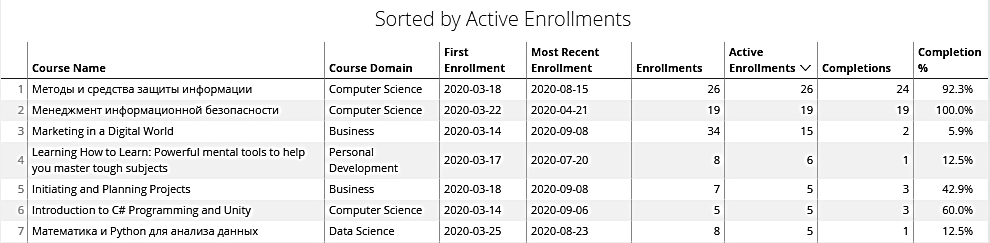 Sorted by Active Enrollments
Course Name Course Domain First Enrollment Most Recent Enrollment Enrollments Active Enrollments Completions Completion %
1 Методы и средства защиты информации Computer Science 2020-03-18 2020-08-15 26 26 24 92.3%
2 Менеджмент информационной безопасности Computer Science 2020-03-22 2020-04-21 19 19 19 100.0%
3 Marketing in a Digital World Business 2020-03-14 2020-09-08 34 15 2 5.9%
4 Learning How to Learn: Powerful mental tools to help you master tough subjects Personal Development 2020-03-17 2020-07-20 8 6 1 12.5%
5 Initiating and Planning Projects Business 2020-03-18 2020-09-08 7 5 3 42.9%
6 Introduction to C# Programming and Unity Computer Science 2020-03-14 2020-09-06 5 5 3 60.0%
7 Математика и Python для анализа данных Data Science 2020-03-25 2020-08-23 8 5 1 12.5%